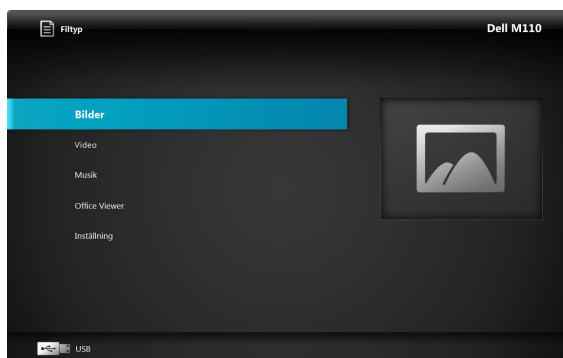 Filtyp
Dell M110
Bilder
Video
Musik
Office Viewer
Inställning
USB